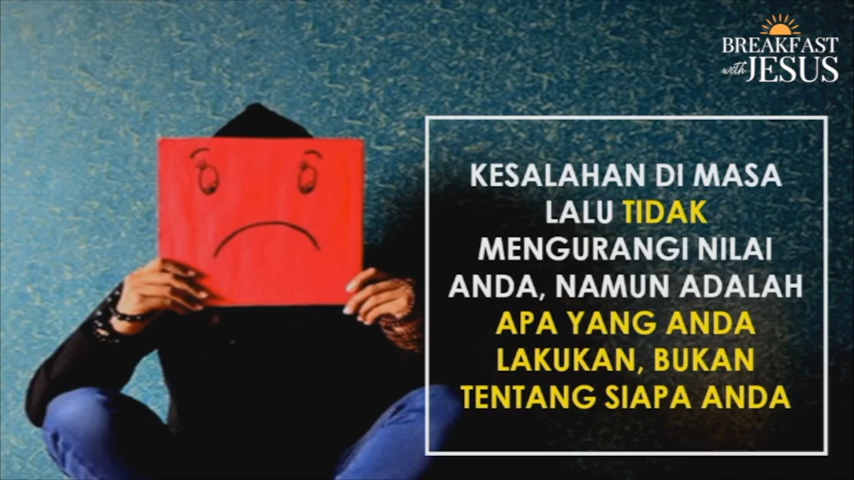 BREAKFAST
with JESUS
KESALAHAN DI MASA
LALU TIDAK
MENGURANGI NILAI
ANDA, NAMUN ADALAH
APA YANG ANDA
LAKUKAN, BUKAN
TENTANG SIAPA ANDA